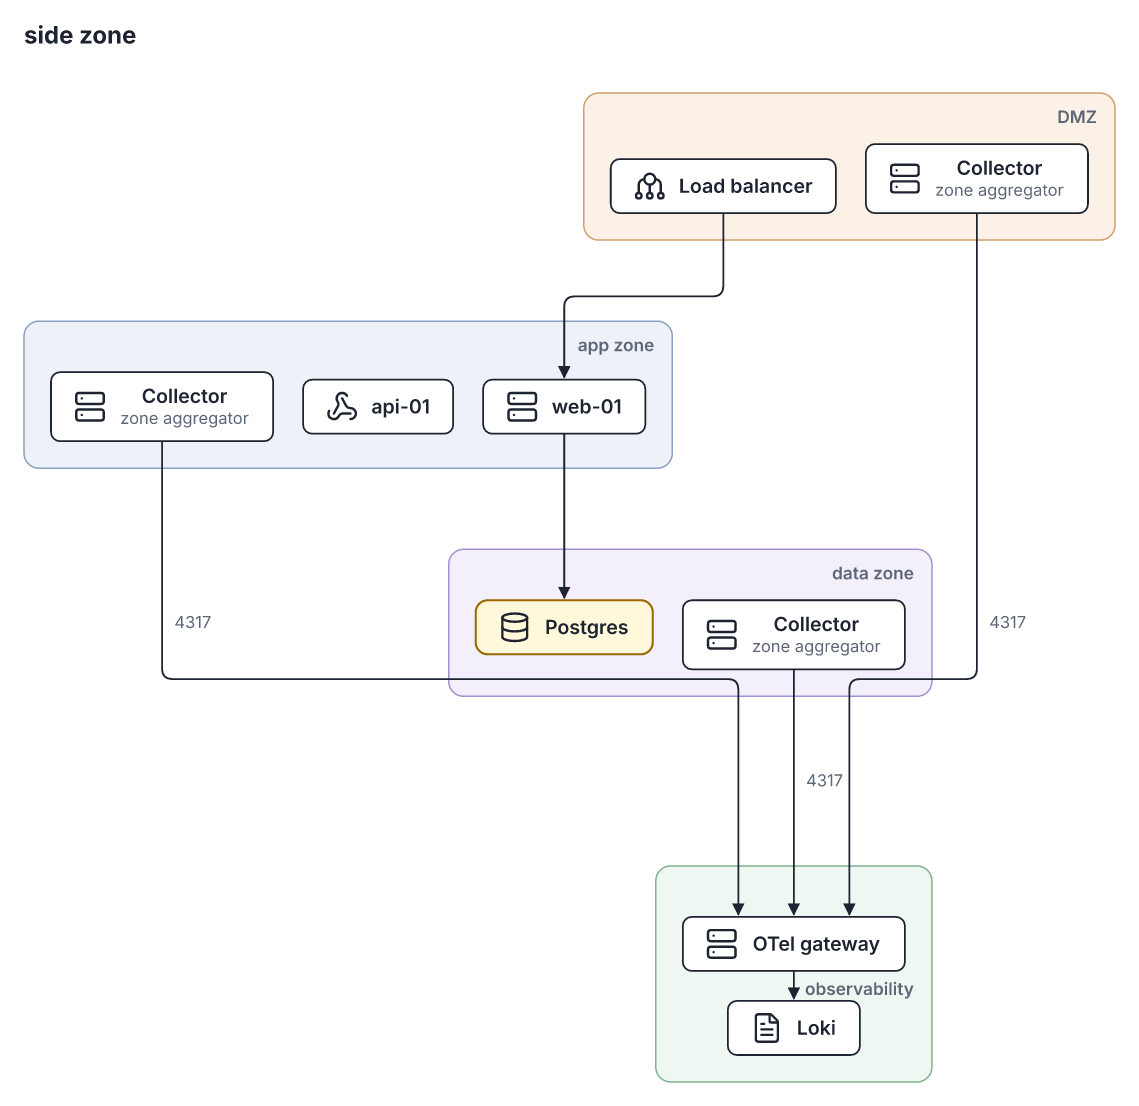 side zone
DMZ
Load balancer
Collector
zone aggregator
app zone
Collector
zone aggregator
api-01
web-01
data zone
Postgres
Collector
zone aggregator
4317
4317
4317
OTel gateway
observability
Loki